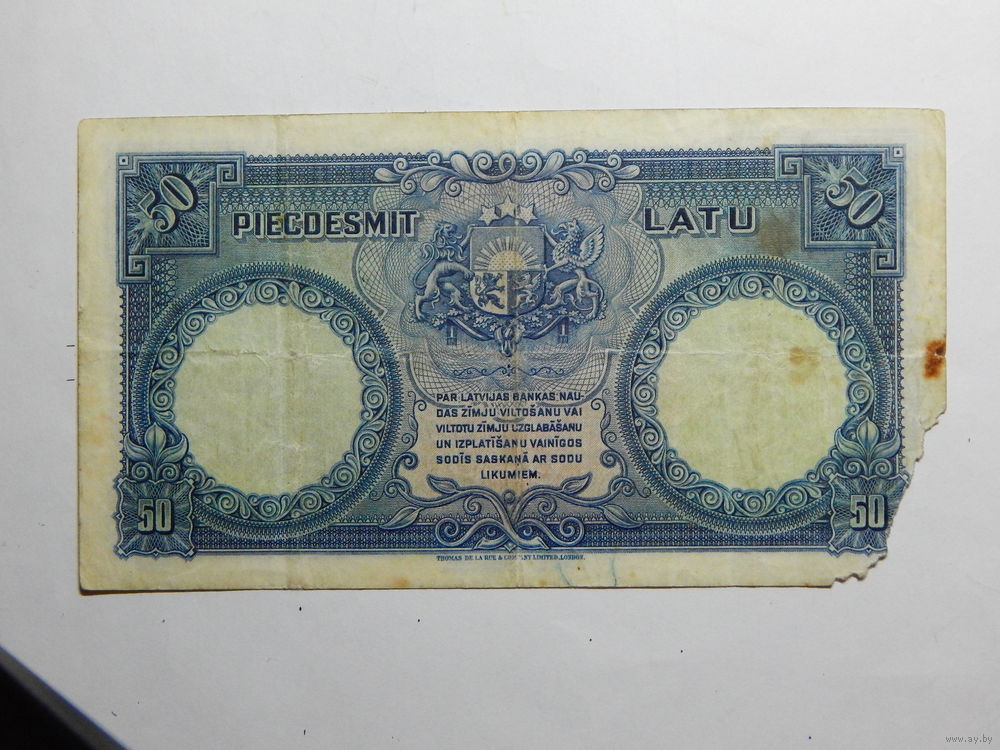 50 50
PIECDESMIT LATU
PAR LATVIJAS BANKAS NAU-
DAS ZĪMJU VILTOŠANU VAI
VILTOTU ZĪMJU UZGLABĀŠANU
UN IZPLATĪŠANU VAINĪGOS
SODĪS SASKAŅĀ AR SODU
LIKUMIEM.
50 50
THOMAS DE LA RUE & COMPANY LIMITED, LONDON.
www.ay.by